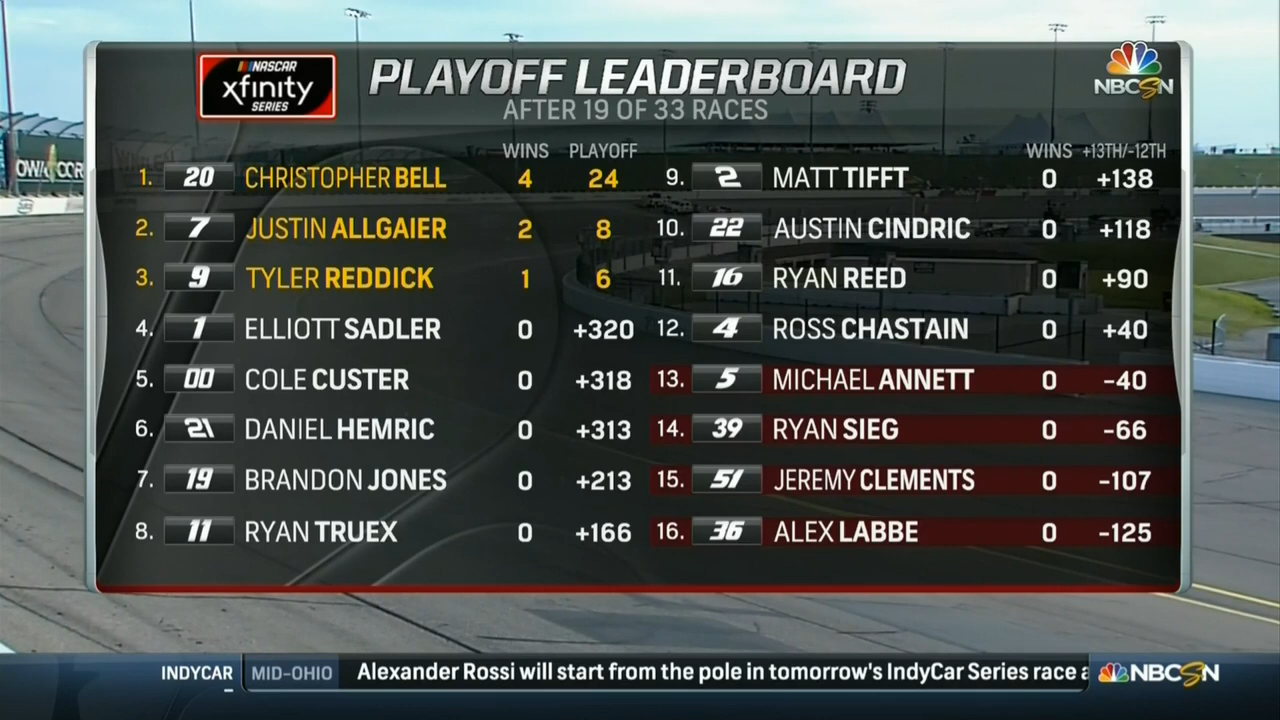 NASCAR
xfinity
SERIES
PLAYOFF LEADERBOARD
AFTER 19 OF 33 RACES
NBCSN
WINS PLAYOFF
1. 20 CHRISTOPHER BELL 4 24
2. 7 JUSTIN ALLGAIER 2 8
3. 9 TYLER REDDICK 1 6
4. 1 ELLIOTT SADLER 0 +320
5. 00 COLE CUSTER 0 +318
6. 21 DANIEL HEMRIC 0 +313
7. 19 BRANDON JONES 0 +213
8. 11 RYAN TRUEX 0 +166
WINS +13TH/-12TH
9. 2 MATT TIFFT 0 +138
10. 22 AUSTIN CINDRIC 0 +118
11. 16 RYAN REED 0 +90
12. 4 ROSS CHASTAIN 0 +40
13. 5 MICHAEL ANNETT 0 -40
14. 39 RYAN SIEG 0 -66
15. 51 JEREMY CLEMENTS 0 -107
16. 36 ALEX LABBE 0 -125
OWA COR
INDYCAR MID-OHIO Alexander Rossi will start from the pole in tomorrow's IndyCar Series race a NBCSN